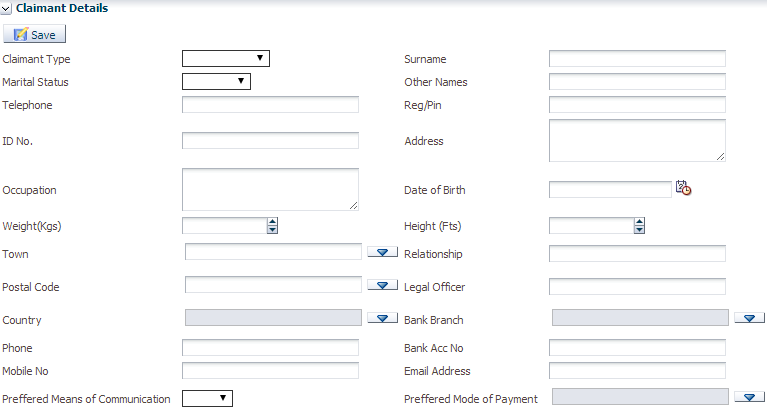 Claimant Details
Save
Claimant Type Surname
Marital Status Other Names
Telephone Reg/Pin
ID No. Address
Occupation Date of Birth
Weight(Kgs) Height (Fts)
Town Relationship
Postal Code Legal Officer
Country Bank Branch
Phone Bank Acc No
Mobile No Email Address
Preffered Means of Communication Preffered Mode of Payment